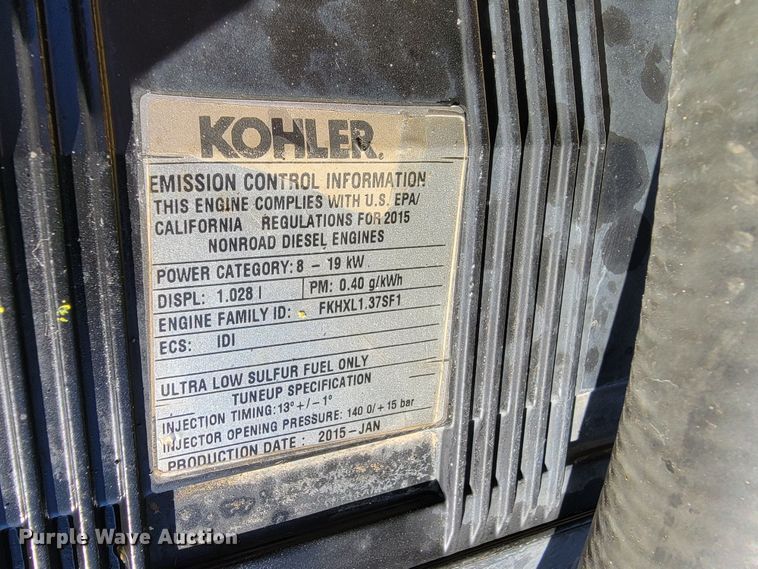 KOHLER.
EMISSION CONTROL INFORMATION
THIS ENGINE COMPLIES WITH U.S. EPA/
CALIFORNIA REGULATIONS FOR 2015
NONROAD DIESEL ENGINES
POWER CATEGORY: 8 – 19 kW
DISPL: 1.028 l PM: 0.40 g/kWh
ENGINE FAMILY ID: FKHXL1.37SF1
ECS: IDI
ULTRA LOW SULFUR FUEL ONLY
TUNEUP SPECIFICATION
INJECTION TIMING: 13° +/– 1°
INJECTOR OPENING PRESSURE: 140 0/+15 bar
PRODUCTION DATE: 2015-JAN
Purple Wave Auction